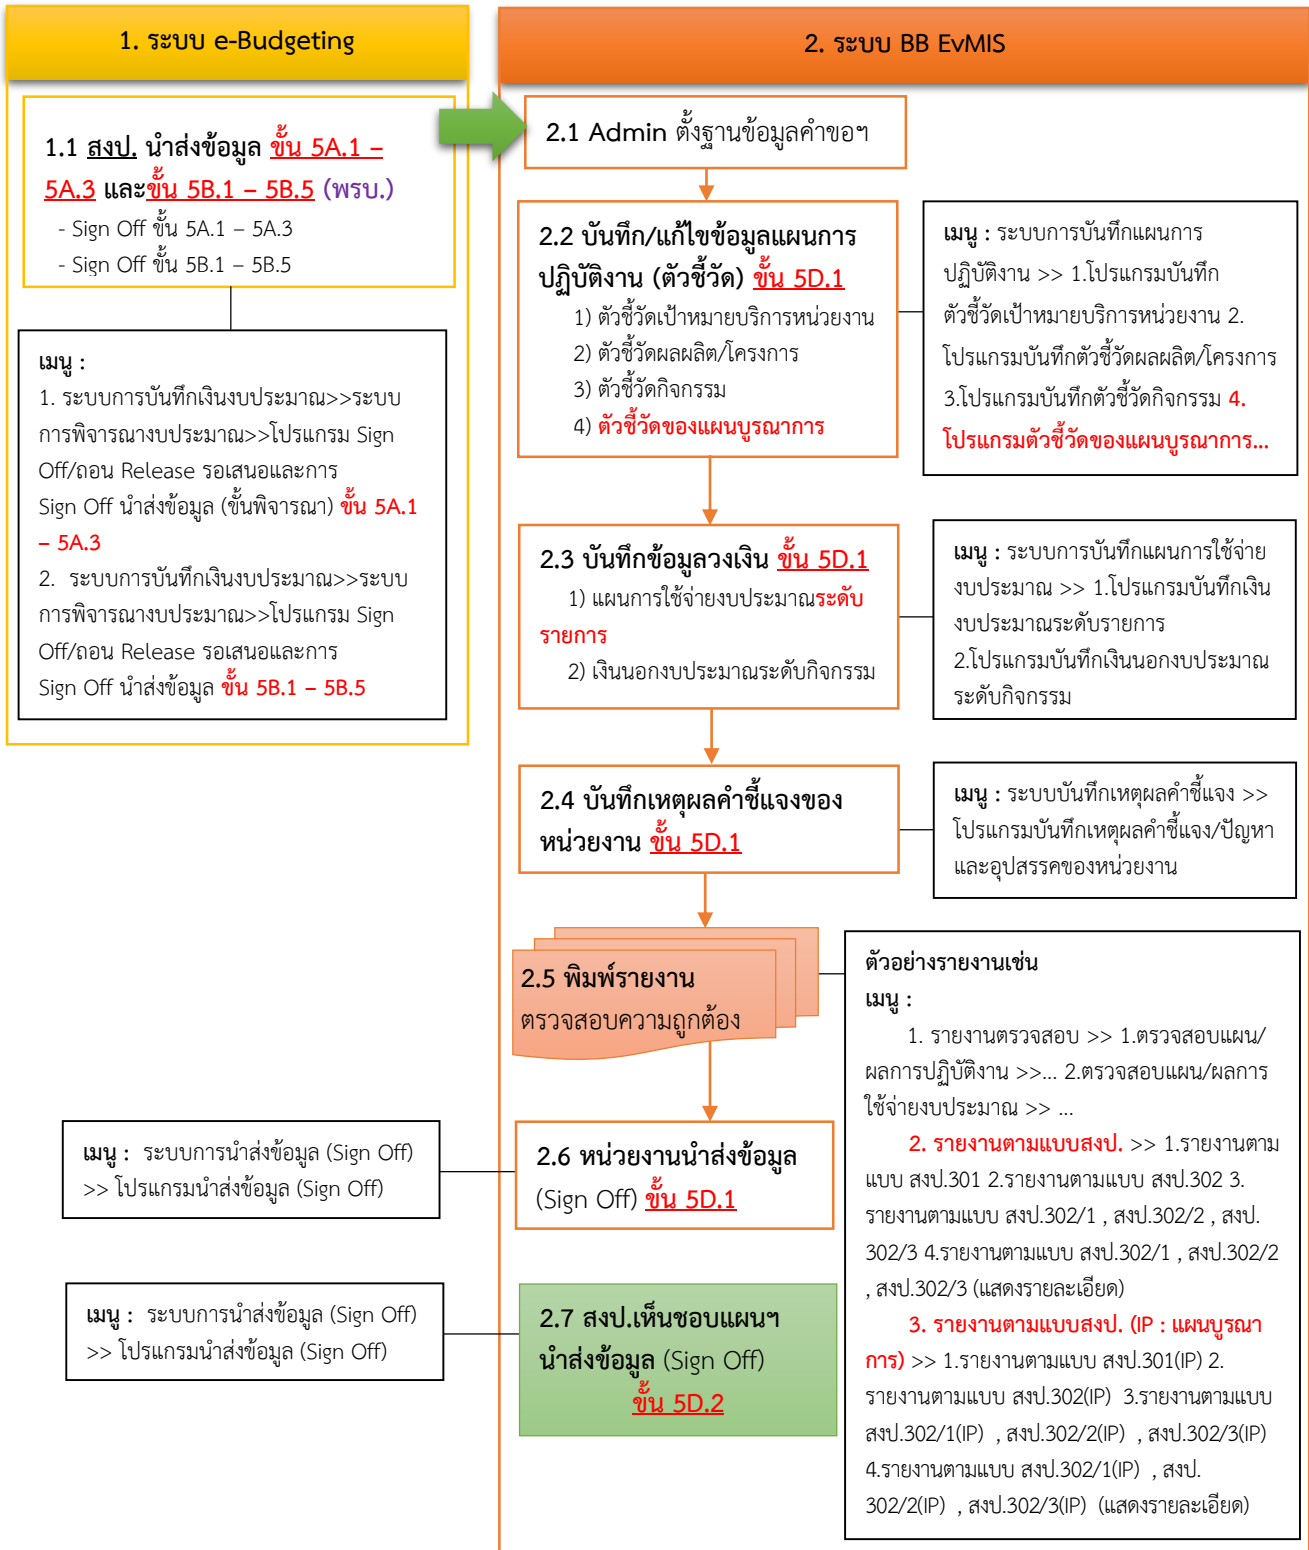 1. ระบบ e-Budgeting
1.1 สงป. นำส่งข้อมูล ขั้น 5A.1 –
5A.3 และขั้น 5B.1 – 5B.5 (พรบ.)
- Sign Off ขั้น 5A.1 – 5A.3
- Sign Off ขั้น 5B.1 – 5B.5
เมนู :
1. ระบบการบันทึกเงินงบประมาณ>>ระบบ
การพิจารณางบประมาณ>>โปรแกรม Sign
Off/ถอน Release รอเสนอและการ
Sign Off นำส่งข้อมูล (ขั้นพิจารณา) ขั้น 5A.1
– 5A.3
2. ระบบการบันทึกเงินงบประมาณ>>ระบบ
การพิจารณางบประมาณ>>โปรแกรม Sign
Off/ถอน Release รอเสนอและการ
Sign Off นำส่งข้อมูล ขั้น 5B.1 – 5B.5
2. ระบบ BB EvMIS
2.1 Admin ตั้งฐานข้อมูลคำขอฯ
2.2 บันทึก/แก้ไขข้อมูลแผนการ
ปฏิบัติงาน (ตัวชี้วัด) ขั้น 5D.1
1) ตัวชี้วัดเป้าหมายบริการหน่วยงาน
2) ตัวชี้วัดผลผลิต/โครงการ
3) ตัวชี้วัดกิจกรรม
4) ตัวชี้วัดของแผนบูรณาการ
เมนู : ระบบการบันทึกแผนการ
ปฏิบัติงาน >> 1.โปรแกรมบันทึก
ตัวชี้วัดเป้าหมายบริการหน่วยงาน 2.
โปรแกรมบันทึกตัวชี้วัดผลผลิต/โครงการ
3.โปรแกรมบันทึกตัวชี้วัดกิจกรรม 4.
โปรแกรมตัวชี้วัดของแผนบูรณาการ...
2.3 บันทึกข้อมูลวงเงิน ขั้น 5D.1
1) แผนการใช้จ่ายงบประมาณระดับ
รายการ
2) เงินนอกงบประมาณระดับกิจกรรม
เมนู : ระบบการบันทึกแผนการใช้จ่าย
งบประมาณ >> 1.โปรแกรมบันทึกเงิน
งบประมาณระดับรายการ
2.โปรแกรมบันทึกเงินนอกงบประมาณ
ระดับกิจกรรม
2.4 บันทึกเหตุผลคำชี้แจงของ
หน่วยงาน ขั้น 5D.1
เมนู : ระบบบันทึกเหตุผลคำชี้แจง >>
โปรแกรมบันทึกเหตุผลคำชี้แจง/ปัญหา
และอุปสรรคของหน่วยงาน
2.5 พิมพ์รายงาน
ตรวจสอบความถูกต้อง
ตัวอย่างรายงานเช่น
เมนู :
1. รายงานตรวจสอบ >> 1.ตรวจสอบแผน/
ผลการปฏิบัติงาน >>... 2.ตรวจสอบแผน/ผลการ
ใช้จ่ายงบประมาณ >> ...
2. รายงานตามแบบสงป. >> 1.รายงานตาม
แบบ สงป.301 2.รายงานตามแบบ สงป.302 3.
รายงานตามแบบ สงป.302/1 , สงป.302/2 , สงป.
302/3 4.รายงานตามแบบ สงป.302/1 , สงป.302/2
, สงป.302/3 (แสดงรายละเอียด)
3. รายงานตามแบบสงป. (IP : แผนบูรณา
การ) >> 1.รายงานตามแบบ สงป.301(IP) 2.
รายงานตามแบบ สงป.302(IP) 3.รายงานตามแบบ
สงป.302/1(IP) , สงป.302/2(IP) , สงป.302/3(IP)
4.รายงานตามแบบ สงป.302/1(IP) , สงป.
302/2(IP) , สงป.302/3(IP) (แสดงรายละเอียด)
เมนู : ระบบการนำส่งข้อมูล (Sign Off)
>> โปรแกรมนำส่งข้อมูล (Sign Off)
2.6 หน่วยงานนำส่งข้อมูล
(Sign Off) ขั้น 5D.1
เมนู : ระบบการนำส่งข้อมูล (Sign Off)
>> โปรแกรมนำส่งข้อมูล (Sign Off)
2.7 สงป.เห็นชอบแผนฯ
นำส่งข้อมูล (Sign Off)
ขั้น 5D.2